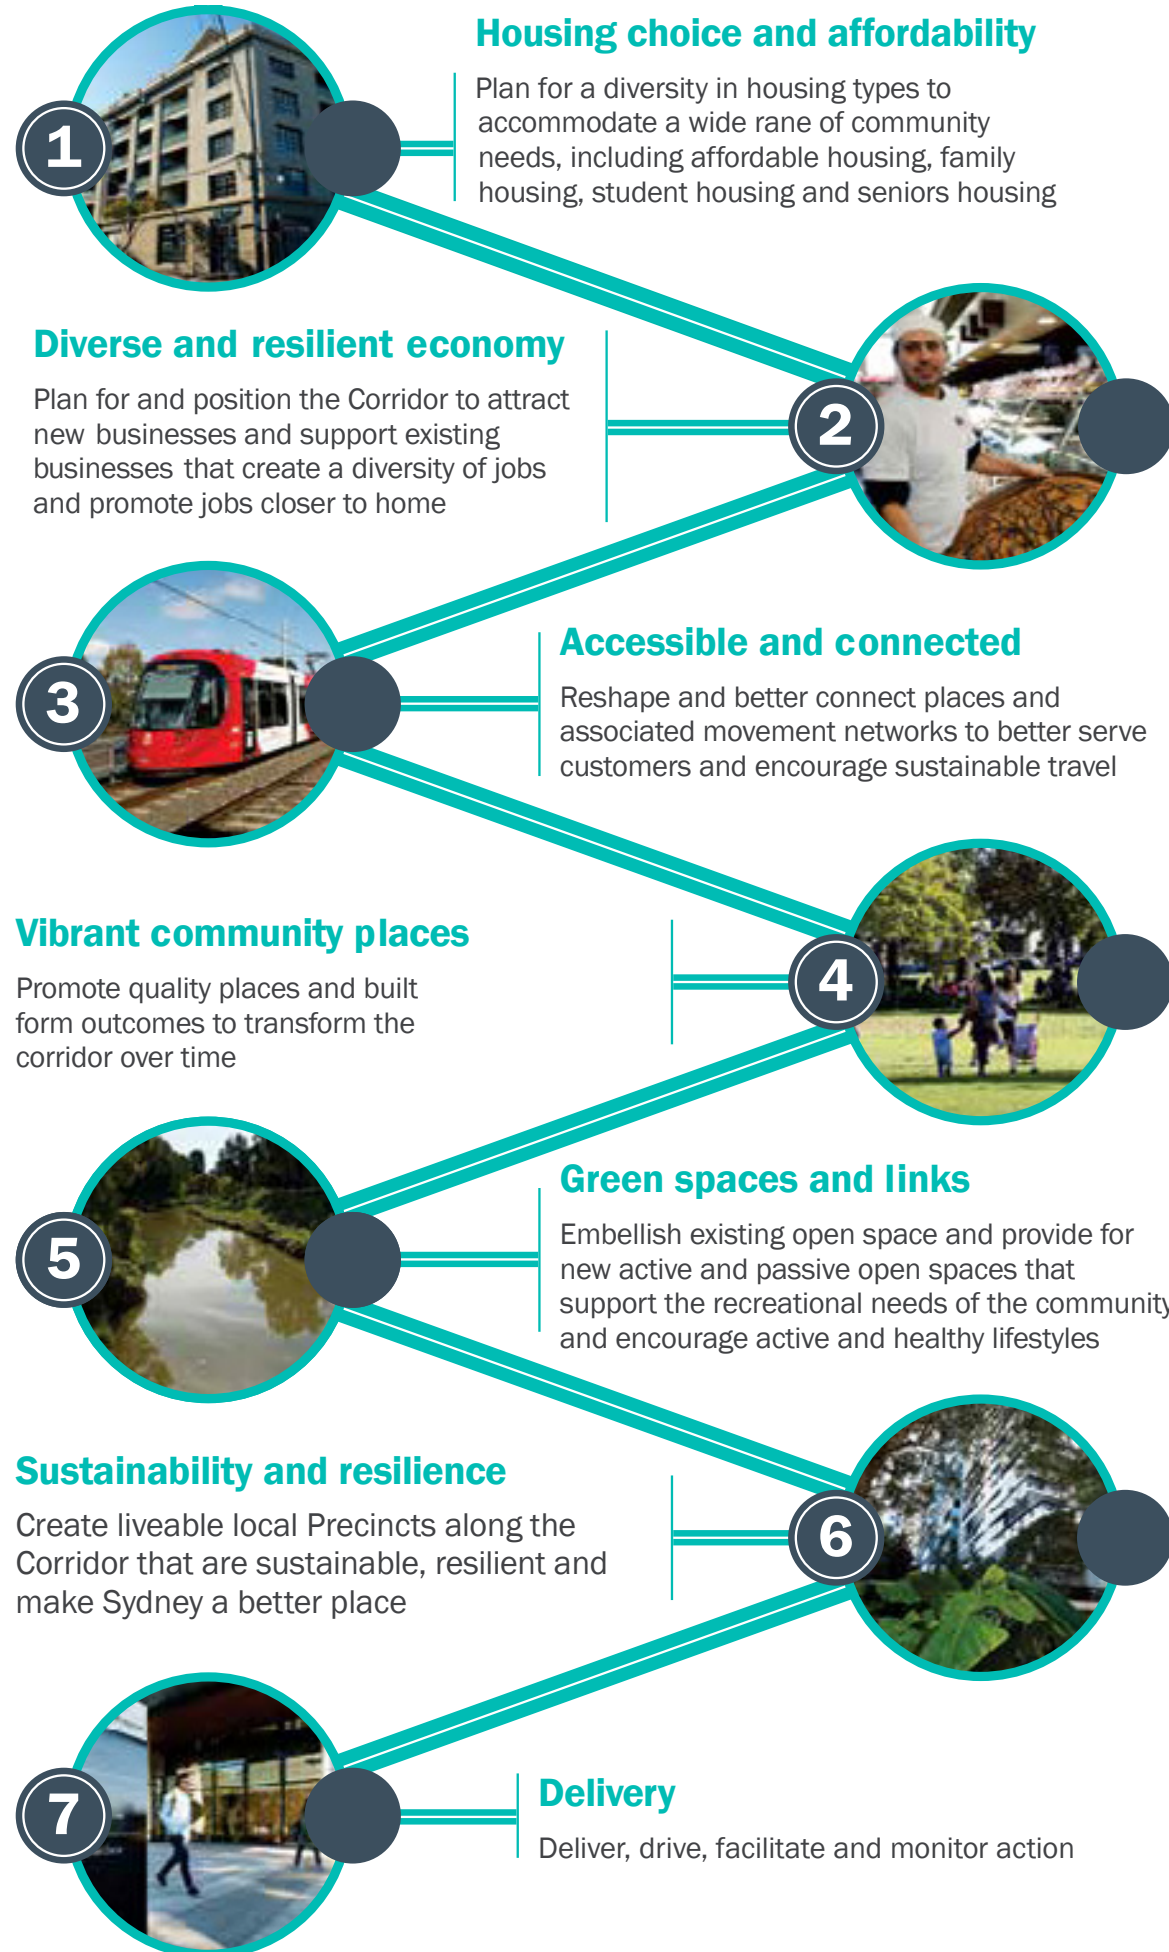 Housing choice and affordability
1
Plan for a diversity in housing types to
accommodate a wide rane of community
needs, including affordable housing, family
housing, student housing and seniors housing
Diverse and resilient economy
2
Plan for and position the Corridor to attract
new businesses and support existing
businesses that create a diversity of jobs
and promote jobs closer to home
Accessible and connected
3
Reshape and better connect places and
associated movement networks to better serve
customers and encourage sustainable travel
Vibrant community places
4
Promote quality places and built
form outcomes to transform the
corridor over time
Green spaces and links
5
Embellish existing open space and provide for
new active and passive open spaces that
support the recreational needs of the community
and encourage active and healthy lifestyles
Sustainability and resilience
6
Create liveable local Precincts along the
Corridor that are sustainable, resilient and
make Sydney a better place
Delivery
7
Deliver, drive, facilitate and monitor action